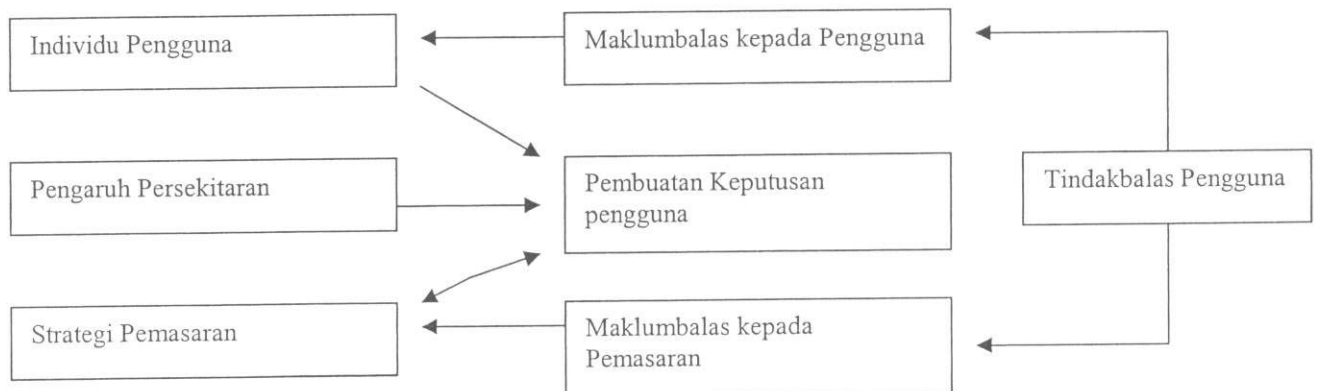 Individu Pengguna
Maklumbalas kepada Pengguna
Pengaruh Persekitaran
Pembuatan Keputusan
pengguna
Tindakbalas Pengguna
Strategi Pemasaran
Maklumbalas kepada
Pemasaran